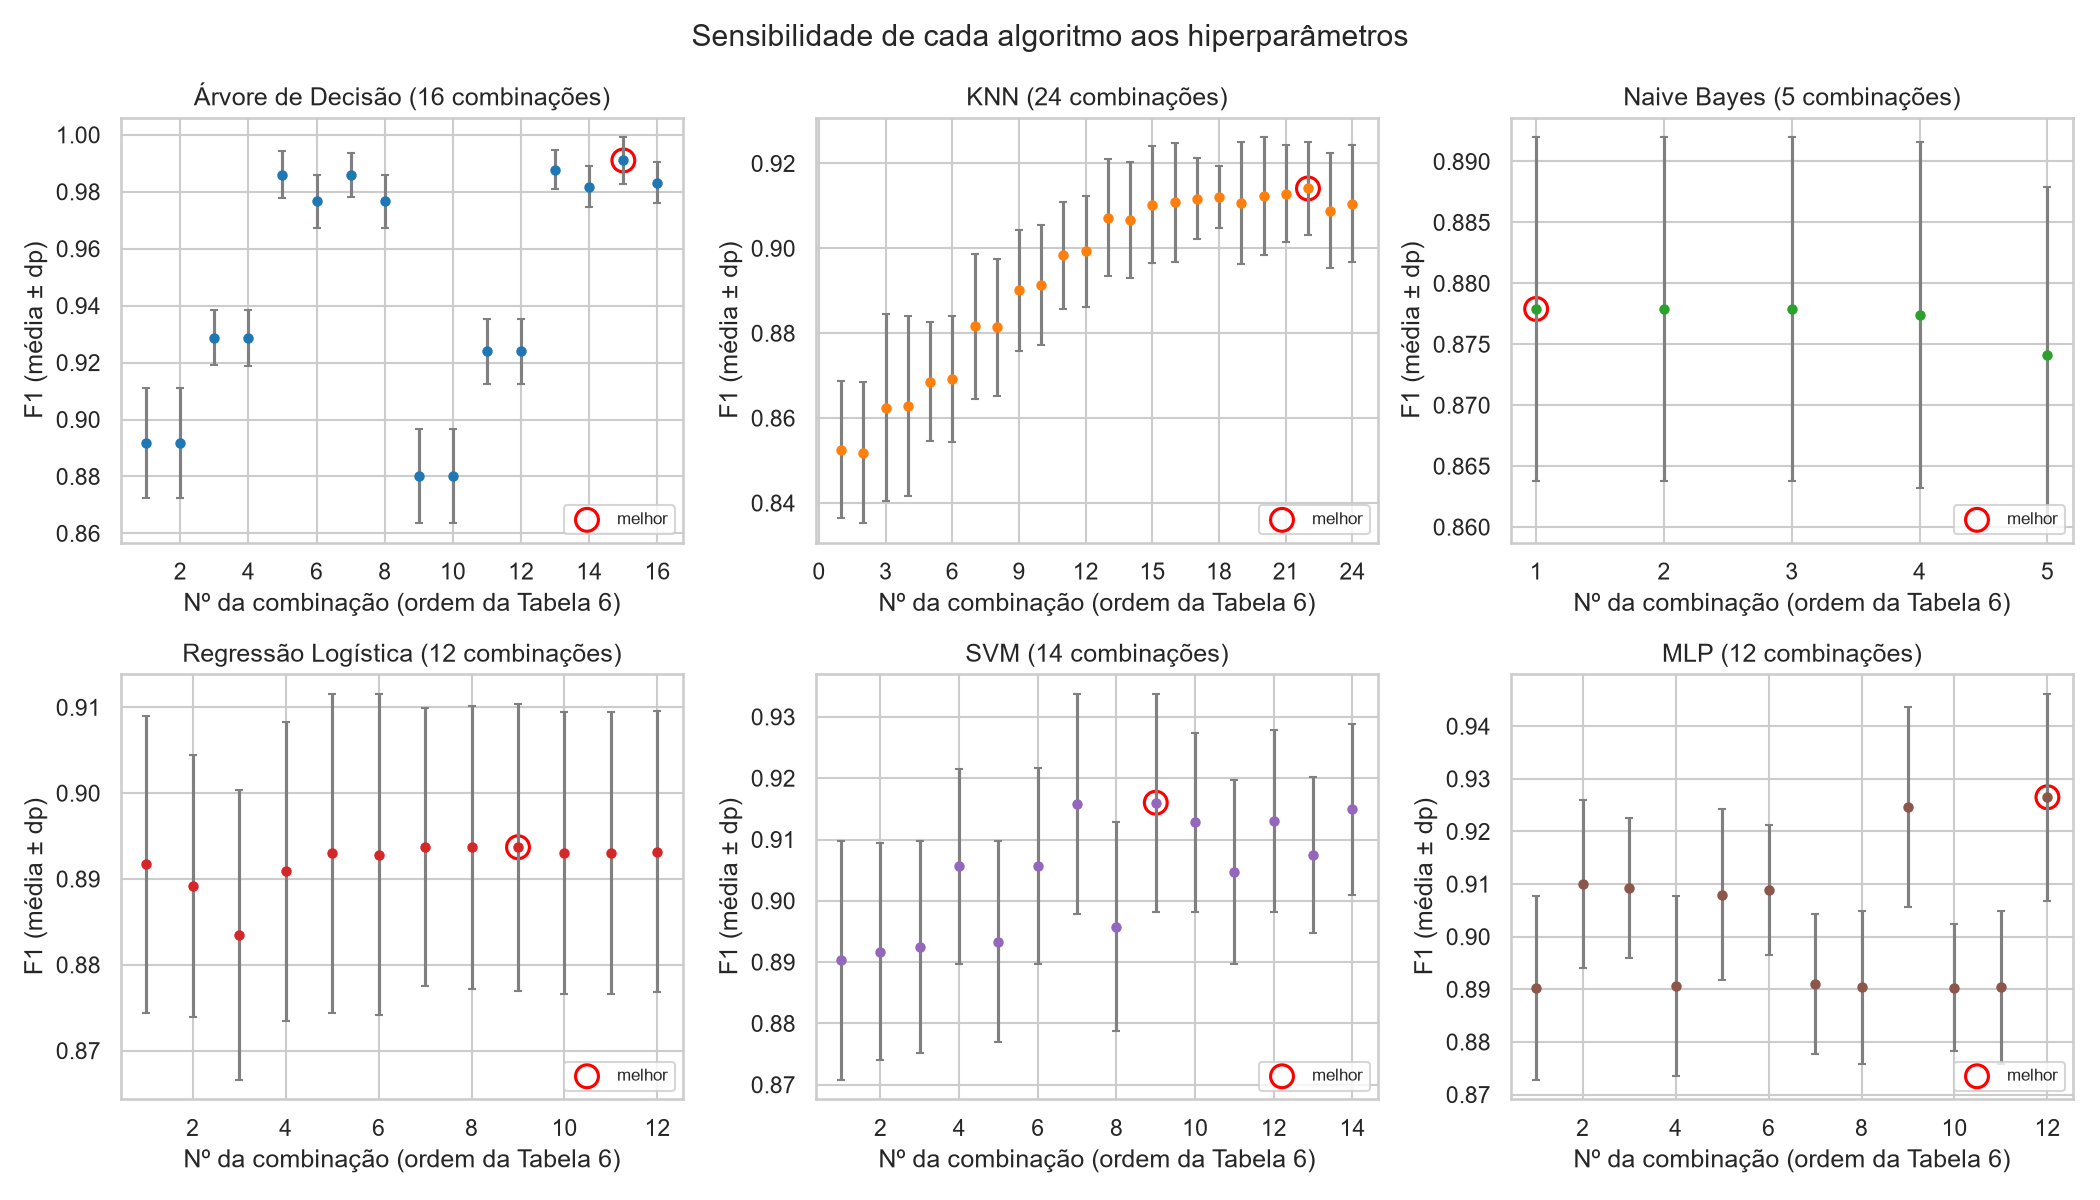 Sensibilidade de cada algoritmo aos hiperparâmetros
Árvore de Decisão (16 combinações)
1.00
0.98
0.96
0.94
0.92
0.90
0.88
0.86
F1 (média ± dp)
melhor
2 4 6 8 10 12 14 16
Nº da combinação (ordem da Tabela 6)
KNN (24 combinações)
0.92
0.90
0.88
0.86
0.84
F1 (média ± dp)
melhor
0 3 6 9 12 15 18 21 24
Nº da combinação (ordem da Tabela 6)
Naive Bayes (5 combinações)
0.890
0.885
0.880
0.875
0.870
0.865
0.860
F1 (média ± dp)
melhor
1 2 3 4 5
Nº da combinação (ordem da Tabela 6)
Regressão Logística (12 combinações)
0.91
0.90
0.89
0.88
0.87
F1 (média ± dp)
melhor
2 4 6 8 10 12
Nº da combinação (ordem da Tabela 6)
SVM (14 combinações)
0.93
0.92
0.91
0.90
0.89
0.88
0.87
F1 (média ± dp)
melhor
2 4 6 8 10 12 14
Nº da combinação (ordem da Tabela 6)
MLP (12 combinações)
0.94
0.93
0.92
0.91
0.90
0.89
0.88
0.87
F1 (média ± dp)
melhor
2 4 6 8 10 12
Nº da combinação (ordem da Tabela 6)